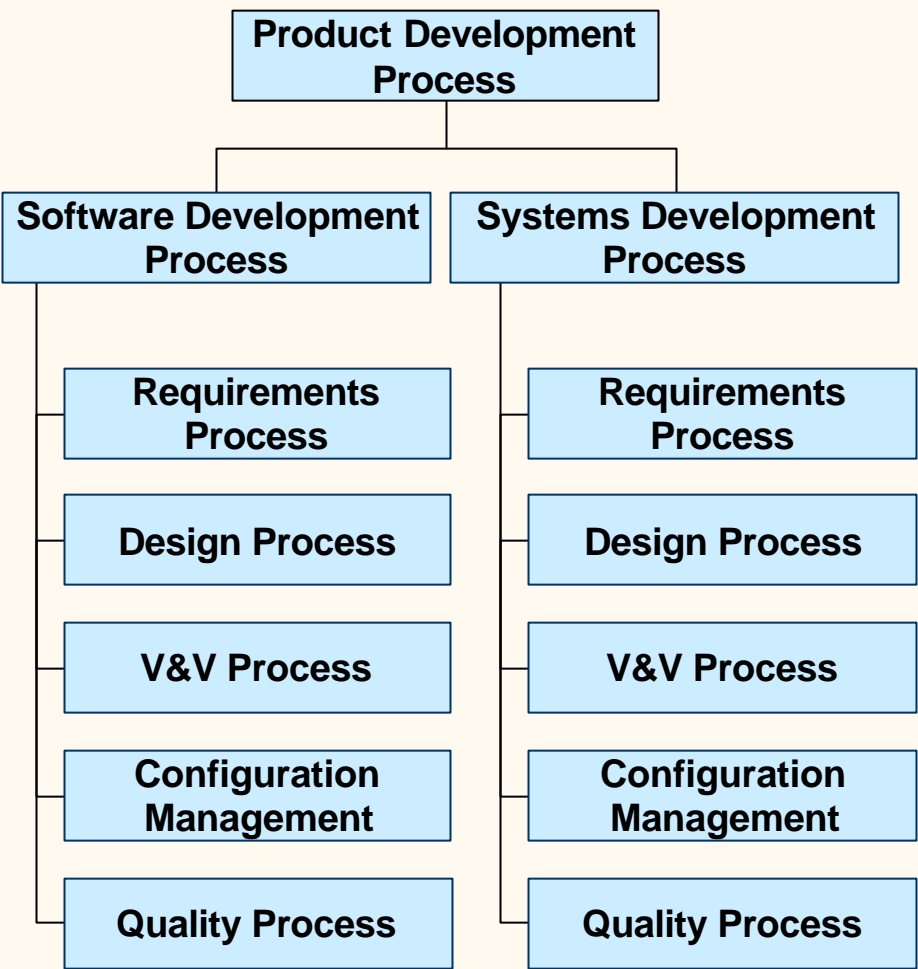 Product Development
Process
Software Development
Process
Systems Development
Process
Requirements
Process
Design Process
V&V Process
Configuration
Management
Quality Process
Requirements
Process
Design Process
V&V Process
Configuration
Management
Quality Process